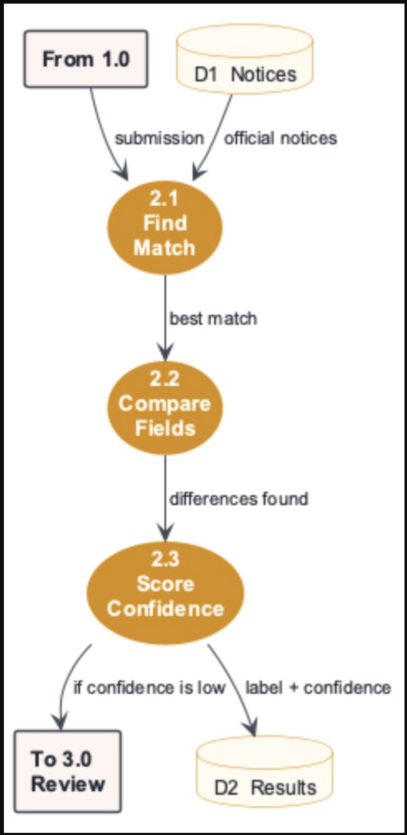 From 1.0
D1 Notices
submission
official notices
2.1
Find
Match
best match
2.2
Compare
Fields
differences found
2.3
Score
Confidence
if confidence is low
label + confidence
To 3.0
Review
D2 Results